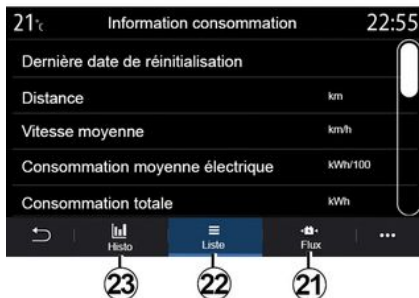 21°c Information consommation 22:55
Dernière date de réinitialisation
Distance km
Vitesse moyenne km/h
Consommation moyenne électrique kWh/100
Consommation totale kWh
Histo Liste Flux
23 22 21